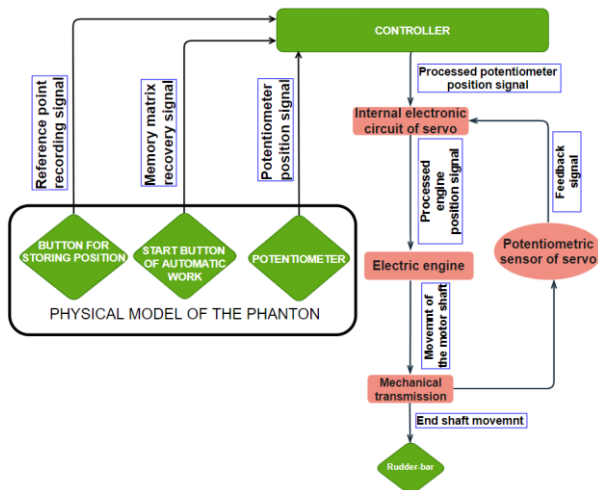 CONTROLLER
Reference point
recording signal
Memory matrix
recovery signal
Potentiometer
position signal
Processed potentiometer
position signal
Internal electronic
circuit of servo
Processed
engine
position signal
Feedback
signal
BUTTON FOR
STORING POSITION
START BUTTON
OF AUTOMATIC
WORK
POTENTIOMETER
PHYSICAL MODEL OF THE PHANTON
Electric engine
Potentiometric
sensor of servo
Movemnt of
the motor shaft
Mechanical
transmission
End shaft movemnt
Rudder-bar